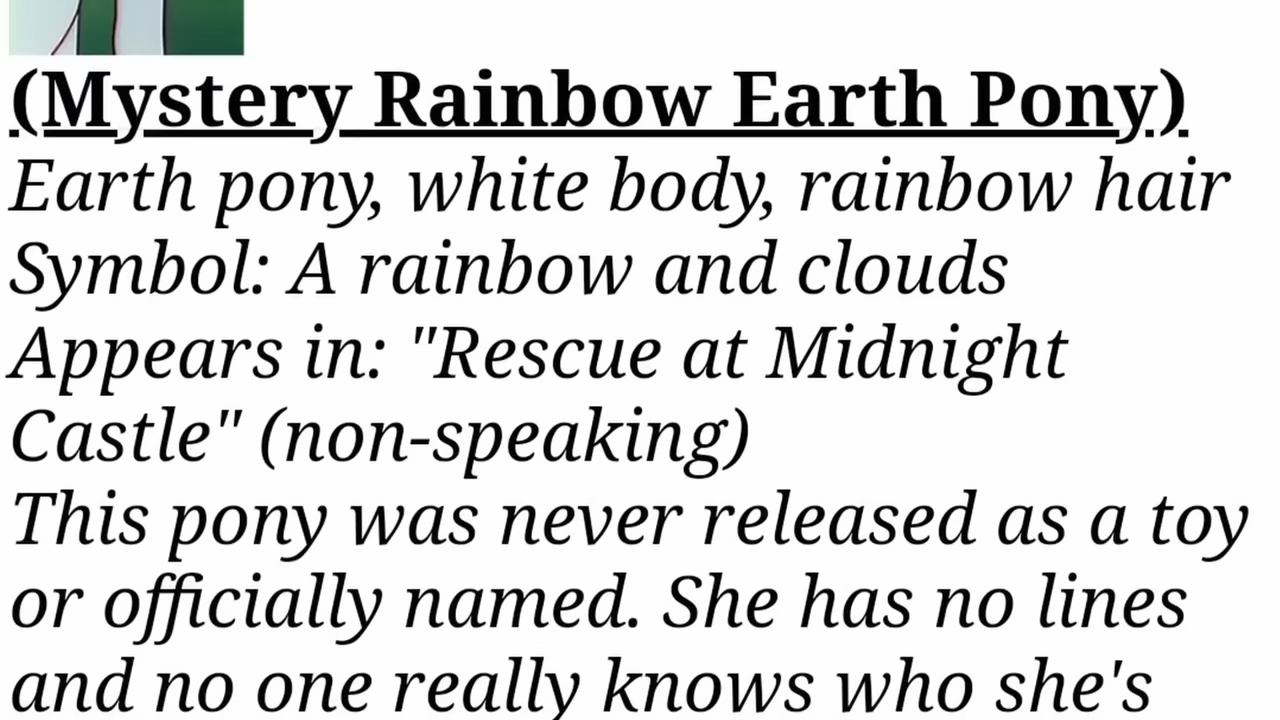 (Mystery Rainbow Earth Pony)
Earth pony, white body, rainbow hair
Symbol: A rainbow and clouds
Appears in: "Rescue at Midnight
Castle" (non-speaking)
This pony was never released as a toy
or officially named. She has no lines
and no one really knows who she's